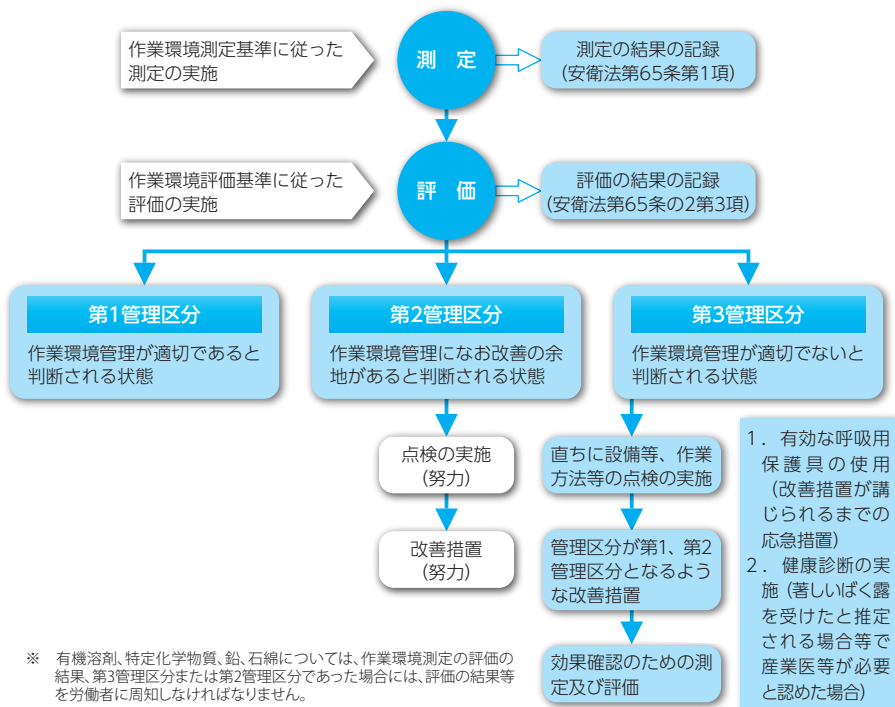 作業環境測定基準に従った
測定の実施
測 定
測定の結果の記録
(安衛法第65条第1項)
作業環境評価基準に従った
評価の実施
評 価
評価の結果の記録
(安衛法第65条の2第3項)
第1管理区分
作業環境管理が適切であると
判断される状態
第2管理区分
作業環境管理になお改善の余
地があると判断される状態
第3管理区分
作業環境管理が適切でないと
判断される状態
点検の実施
(努力)
改善措置
(努力)
直ちに設備等、作業
方法等の点検の実施
管理区分が第1、第2
管理区分となるよう
な改善措置
効果確認のための測
定及び評価
1. 有効な呼吸用
保護具の使用
(改善措置が講
じられるまでの
応急措置)
2. 健康診断の実
施(著しいばく露
を受けたと推定
される場合等で
産業医等が必要
と認めた場合)
※ 有機溶剤、特定化学物質、鉛、石綿については、作業環境測定の評価の
結果、第3管理区分または第2管理区分であった場合には、評価の結果等
を労働者に周知しなければなりません。